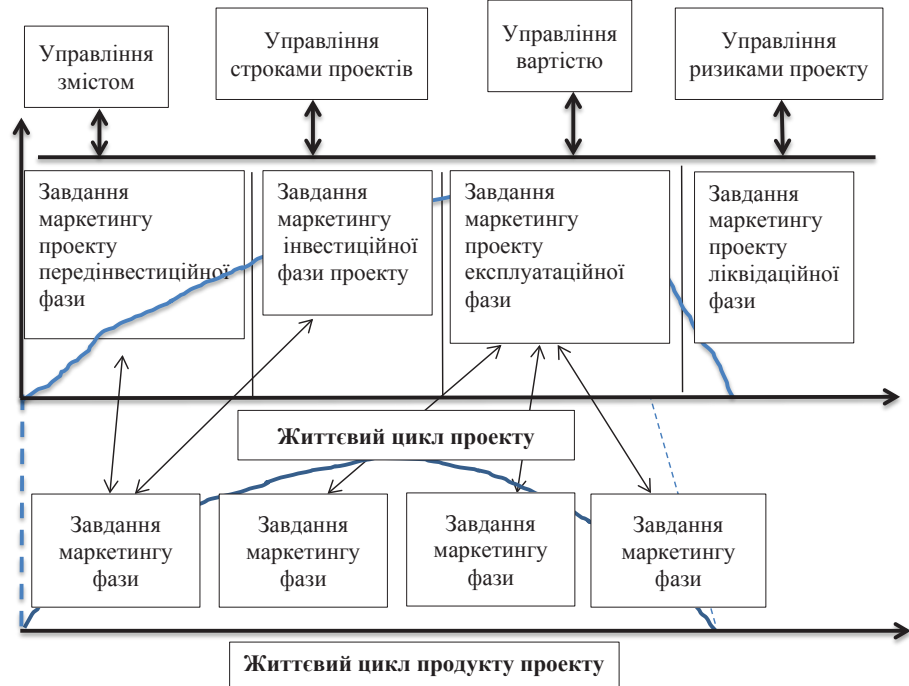 Управління
змістом
Управління
строками проектів
Управління
вартістю
Управління
ризиками проекту
Завдання
маркетингу
проекту
передінвестиційної
фази
Завдання
маркетингу
інвестиційної
фази проекту
Завдання
маркетингу
проекту
експлуатаційної
фази
Завдання
маркетингу
проекту
ліквідаційної
фази
Життєвий цикл проекту
Завдання
маркетингу
фази
Завдання
маркетингу
фази
Завдання
маркетингу
фази
Завдання
маркетингу
фази
Життєвий цикл продукту проекту